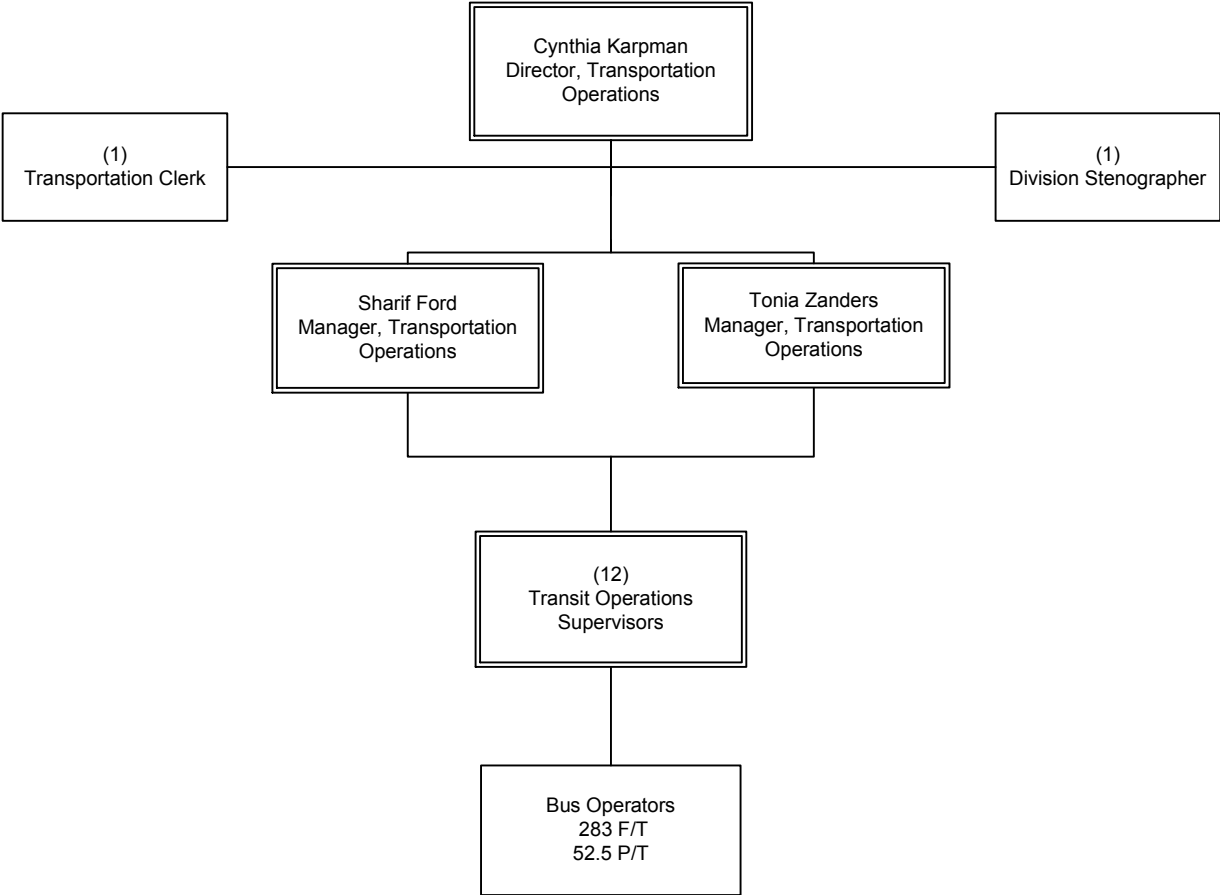 Cynthia Karpman
Director, Transportation
Operations
(1)
Transportation Clerk
(1)
Division Stenographer
Sharif Ford
Manager, Transportation
Operations
Tonia Zanders
Manager, Transportation
Operations
(12)
Transit Operations
Supervisors
Bus Operators
283 F/T
52.5 P/T